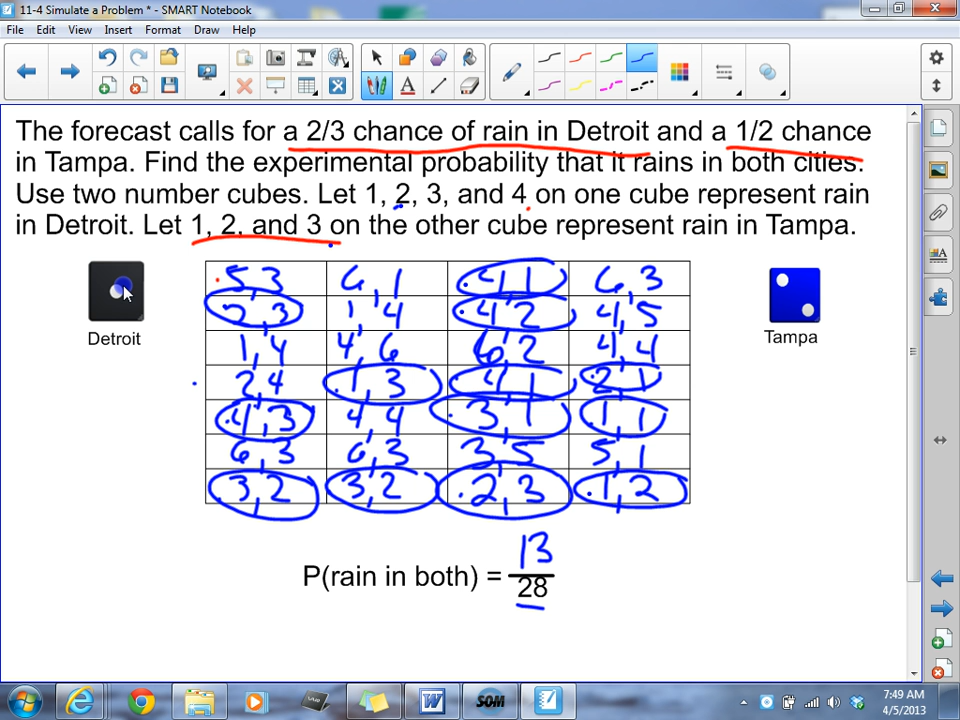 11-4 Simulate a Problem * - SMART Notebook
File Edit View Insert Format Draw Help
The forecast calls for a 2/3 chance of rain in Detroit and a 1/2 chance
in Tampa. Find the experimental probability that it rains in both cities.
Use two number cubes. Let 1, 2, 3, and 4 on one cube represent rain
in Detroit. Let 1, 2, and 3 on the other cube represent rain in Tampa.
5,3 6,1 4,1 6,3
2,3 1,4 4,2 4,5
1,4 4,6 6,2 4,4
2,4 1,3 4,1 2,1
4,3 4,4 3,1 1,1
6,3 6,3 3,5 5,1
3,2 3,2 2,3 1,2
Detroit
Tampa
P(rain in both) = 13
28
W SOM
7:49 AM
4/5/2013